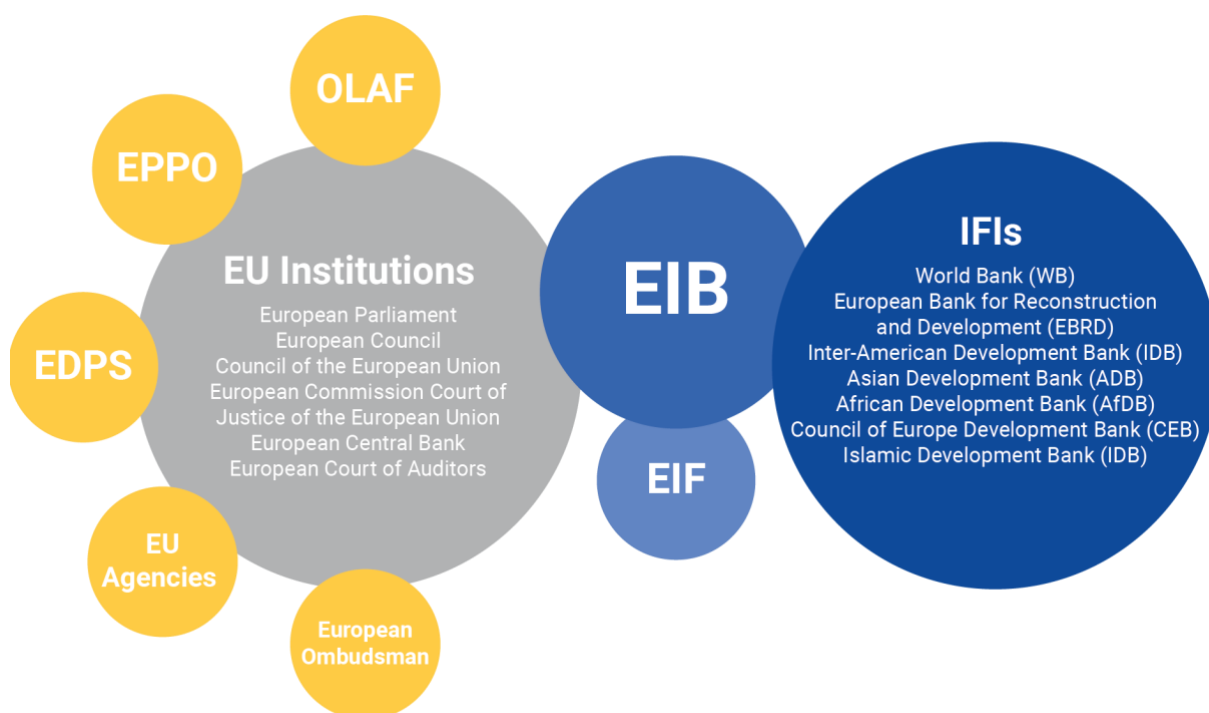 OLAF
EPPO
EDPS
EU
Agencies
European
Ombudsman
EU Institutions
European Parliament
European Council
Council of the European Union
European Commission Court of
Justice of the European Union
European Central Bank
European Court of Auditors
EIB
EIF
IFIs
World Bank (WB)
European Bank for Reconstruction
and Development (EBRD)
Inter-American Development Bank (IDB)
Asian Development Bank (ADB)
African Development Bank (AfDB)
Council of Europe Development Bank (CEB)
Islamic Development Bank (IDB)